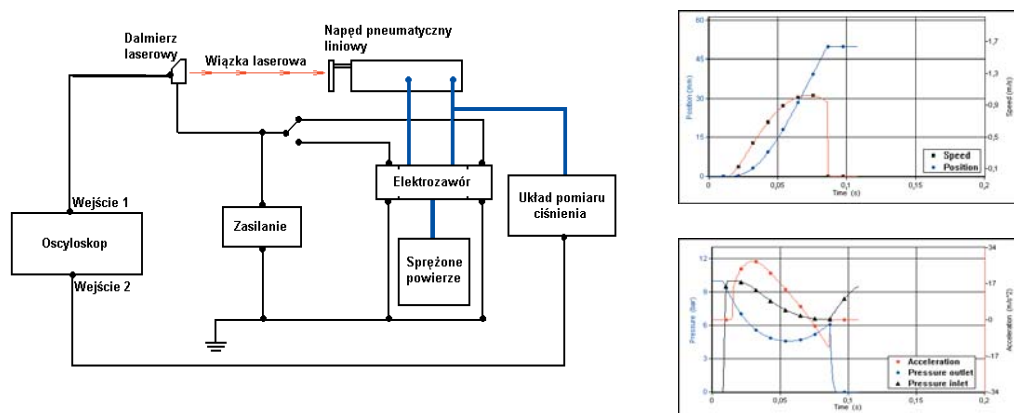 Dalmierz
laserowy
Wiązka laserowa
Napęd pneumatyczny
liniowy
Wejście 1
Oscyloskop
Wejście 2
Zasilanie
Elektrozawór
Sprężone
powierze
Układ pomiaru
ciśnienia
60
45
30
15
0
Position (mm)
1,7
1,3
0,9
0,5
0,1
Speed (m/s)
Speed
Position
0
0,05
0,1
0,15
0,2
Time (s)
12
9
6
3
0
Pressure (bar)
34
17
-0
-17
-34
Acceleration (m/s^2)
Acceleration
Pressure outlet
Pressure inlet
0
0,05
0,1
0,15
0,2
Time (s)